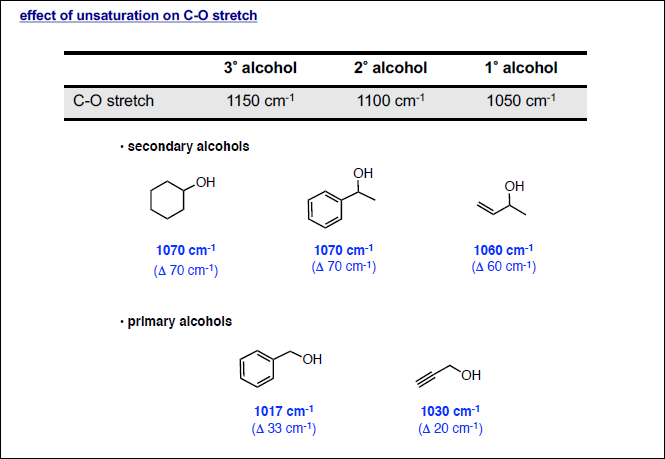 effect of unsaturation on C-O stretch
3° alcohol 2° alcohol 1° alcohol
C-O stretch 1150 cm-1 1100 cm-1 1050 cm-1
• secondary alcohols
OH OH OH
1070 cm-1 1070 cm-1 1060 cm-1
(Δ 70 cm-1) (Δ 70 cm-1) (Δ 60 cm-1)
• primary alcohols
OH OH
1017 cm-1 1030 cm-1
(Δ 33 cm-1) (Δ 20 cm-1)